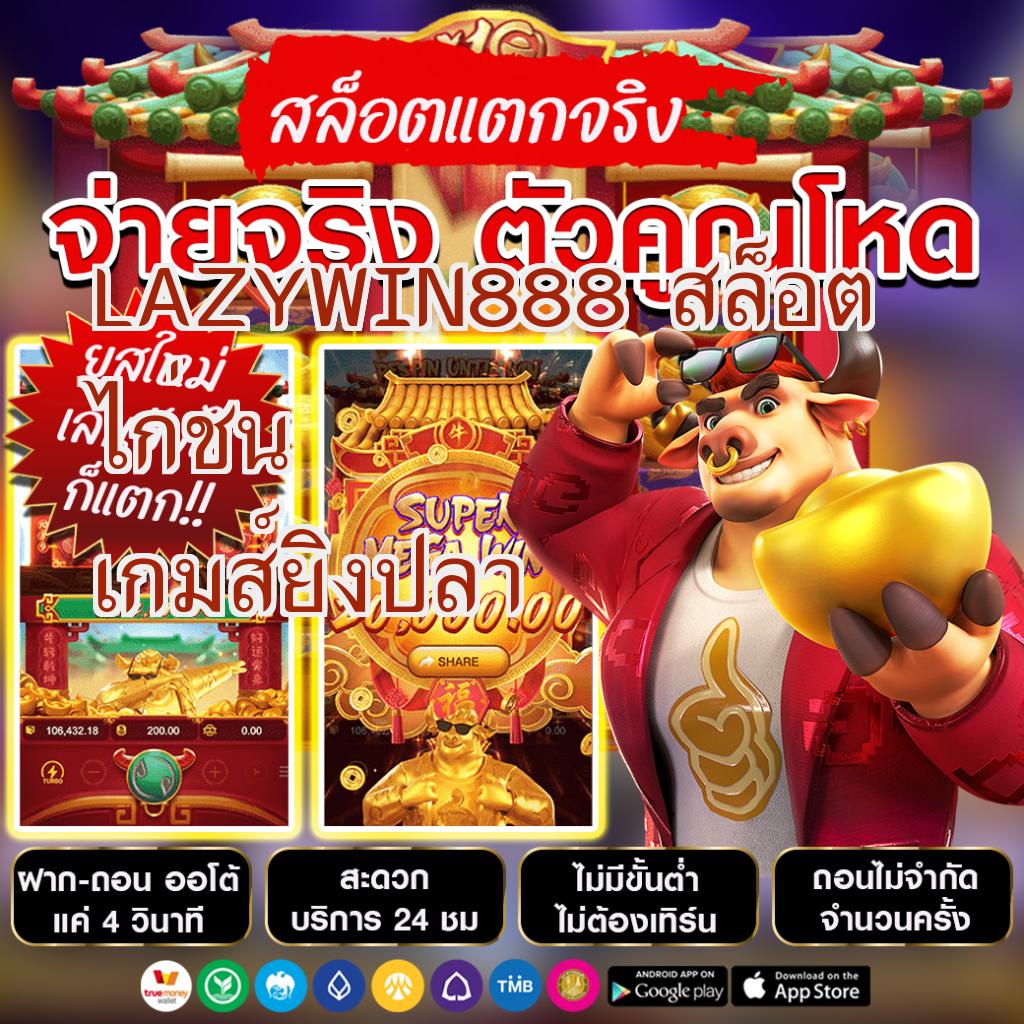 สล็อตแตกจริง
จ่ายจริง ตัวคูณโหด
LAZYWIN888 สล็อต
ยูสใหม่
ไก่ชน
ก็แตก!!
SUPER
MEGA WIN
เกมส์ยิงปลา
SHARE
牛
福
106,432.18 200.00 0.00
TURBO
ฝาก-ถอน ออโต้
แค่ 4 วินาที
สะดวก
บริการ 24 ชม
ไม่มีขั้นต่ำ
ไม่ต้องเทิร์น
ถอนไม่จำกัด
จำนวนครั้ง
truemoney
wallet
TMB
ANDROID APP ON
Google play
Download on the
App Store